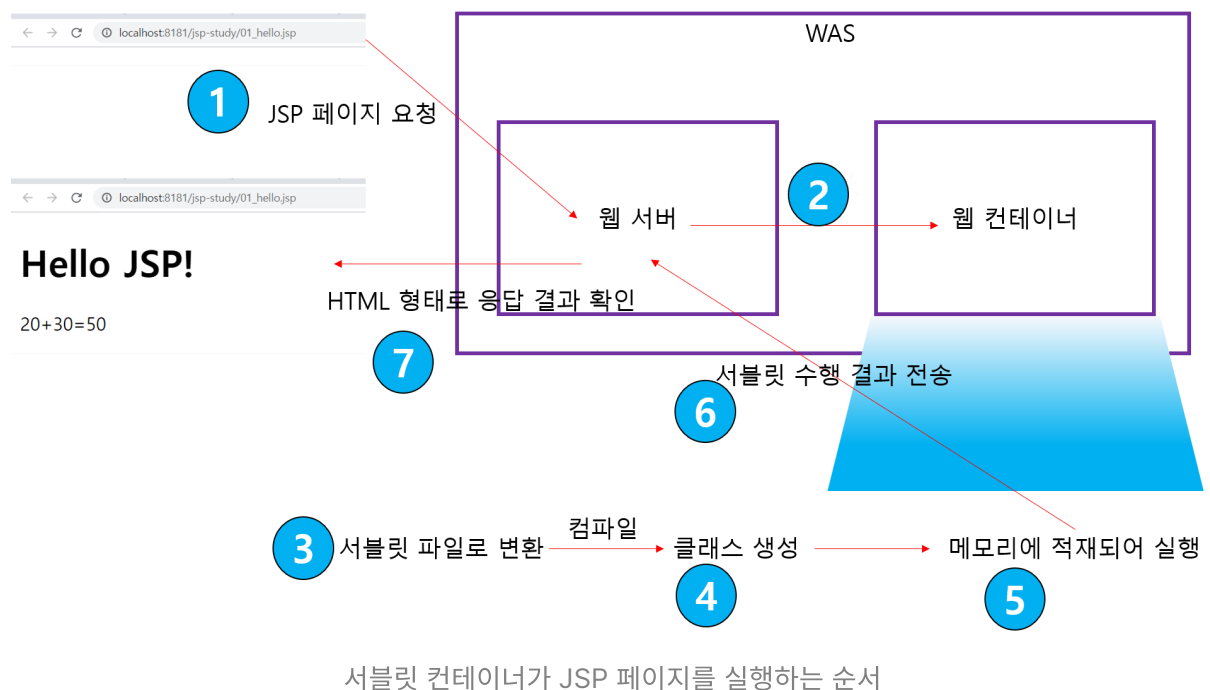 localhost:8181/jsp-study/01_hello.jsp
WAS
1
JSP 페이지 요청
localhost:8181/jsp-study/01_hello.jsp
2
웹 서버
웹 컨테이너
Hello JSP!
20+30=50
HTML 형태로 응답 결과 확인
7
서블릿 수행 결과 전송
6
컴파일
3
서블릿 파일로 변환
클래스 생성
메모리에 적재되어 실행
4
5
서블릿 컨테이너가 JSP 페이지를 실행하는 순서